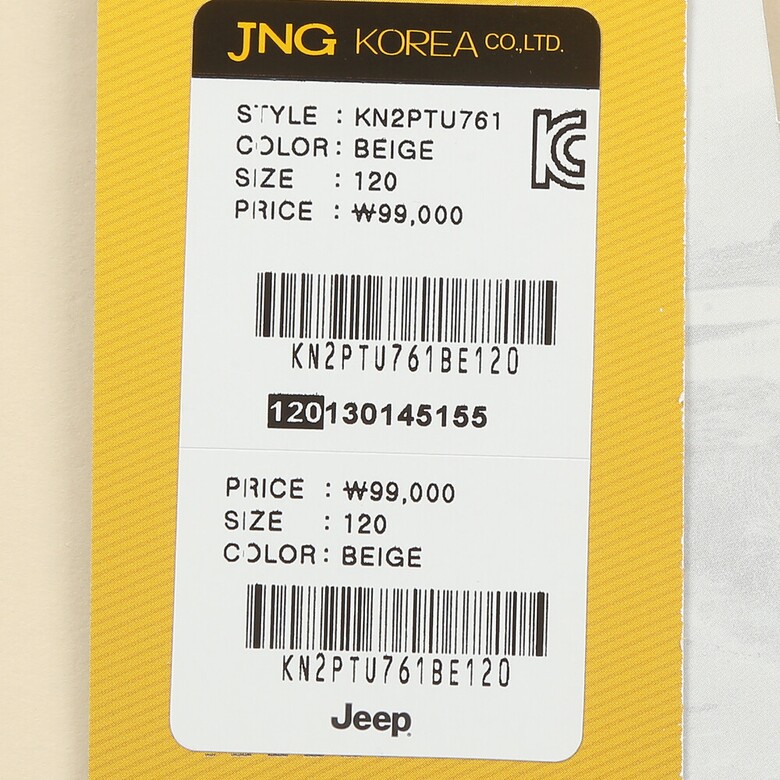 JNG KOREA CO.,LTD.
STYLE : KN2PTU761
COLOR : BEIGE
SIZE : 120
PRICE : ₩99,000
KN2PTU761BE120
120130145155
PRICE : ₩99,000
SIZE : 120
COLOR : BEIGE
KN2PTU761BE120
Jeep